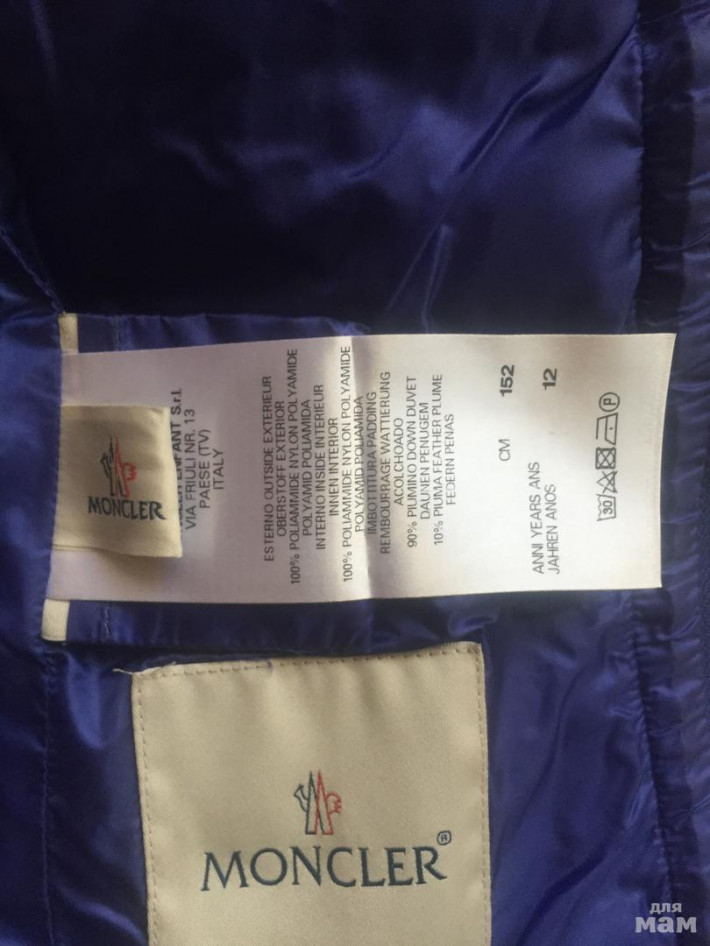 MONCLER
VIA FRIULI NR. 13
PAESE (TV)
ITALY
ESTERNO OUTSIDE EXTERIEUR
OBERSTOFF EXTERIOR
100% POLIAMMIDE NYLON POLYAMIDE
POLYAMID POLIAMIDA
INTERNO INSIDE INTERIEUR
INNEN INTERIOR
100% POLIAMMIDE NYLON POLYAMIDE
POLYAMID POLIAMIDA
IMBOTTITURA PADDING
REMBOURRAGE WATTIERUNG
ACOLCHOADO
90% PIUMINO DOWN DUVET
DAUNEN PENUGEM
10% PIUMA FEATHER PLUME
FEDERN PENAS
CM 152
ANNI YEARS ANS 12
JAHREN ANOS
30 P
MONCLER®
для
мам